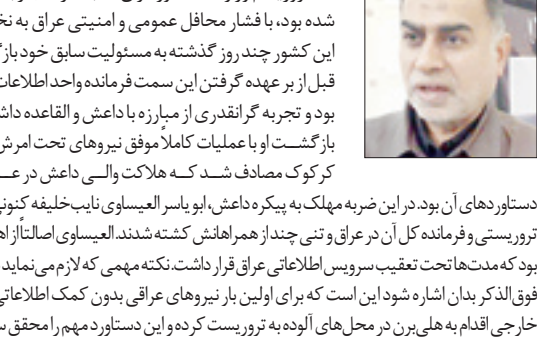 شده بود، با فشار محافل عمومی و امنیتی عراق به نخ
این کشور چند روز گذشته به مسئولیت سابق خود باز
قبل از بر عهده گرفتن این سمت فرمانده واحد اطلاعات
بود و تجربه گرانقدری از مبارزه با داعش و القاعده داش
بازگشت او با عملیات کاملاً موفق نیروهای تحت امرش
کرکوک مصادف شد که هلاکت والی داعش در عـ
دستاوردهای آن بود. در این ضربه مهلک به پیکره داعش، ابو یاسر العیساوی نایب خلیفه کنونی
تروریستی و فرمانده کل آن در عراق و تنی چند از همراهانش کشته شدند. العیساوی اصالتاً از اه
بود که مدت‌ها تحت تعقیب سرویس اطلاعاتی عراق قرار داشت. نکته مهمی که لازم می‌نماید
فوق‌الذکر بدان اشاره شود این است که برای اولین بار نیروهای عراقی بدون کمک اطلاعاتی
خارجی اقدام به هلی‌برن در محل‌های آلوده به تروریست کرده و این دستاورد مهم را محقق س